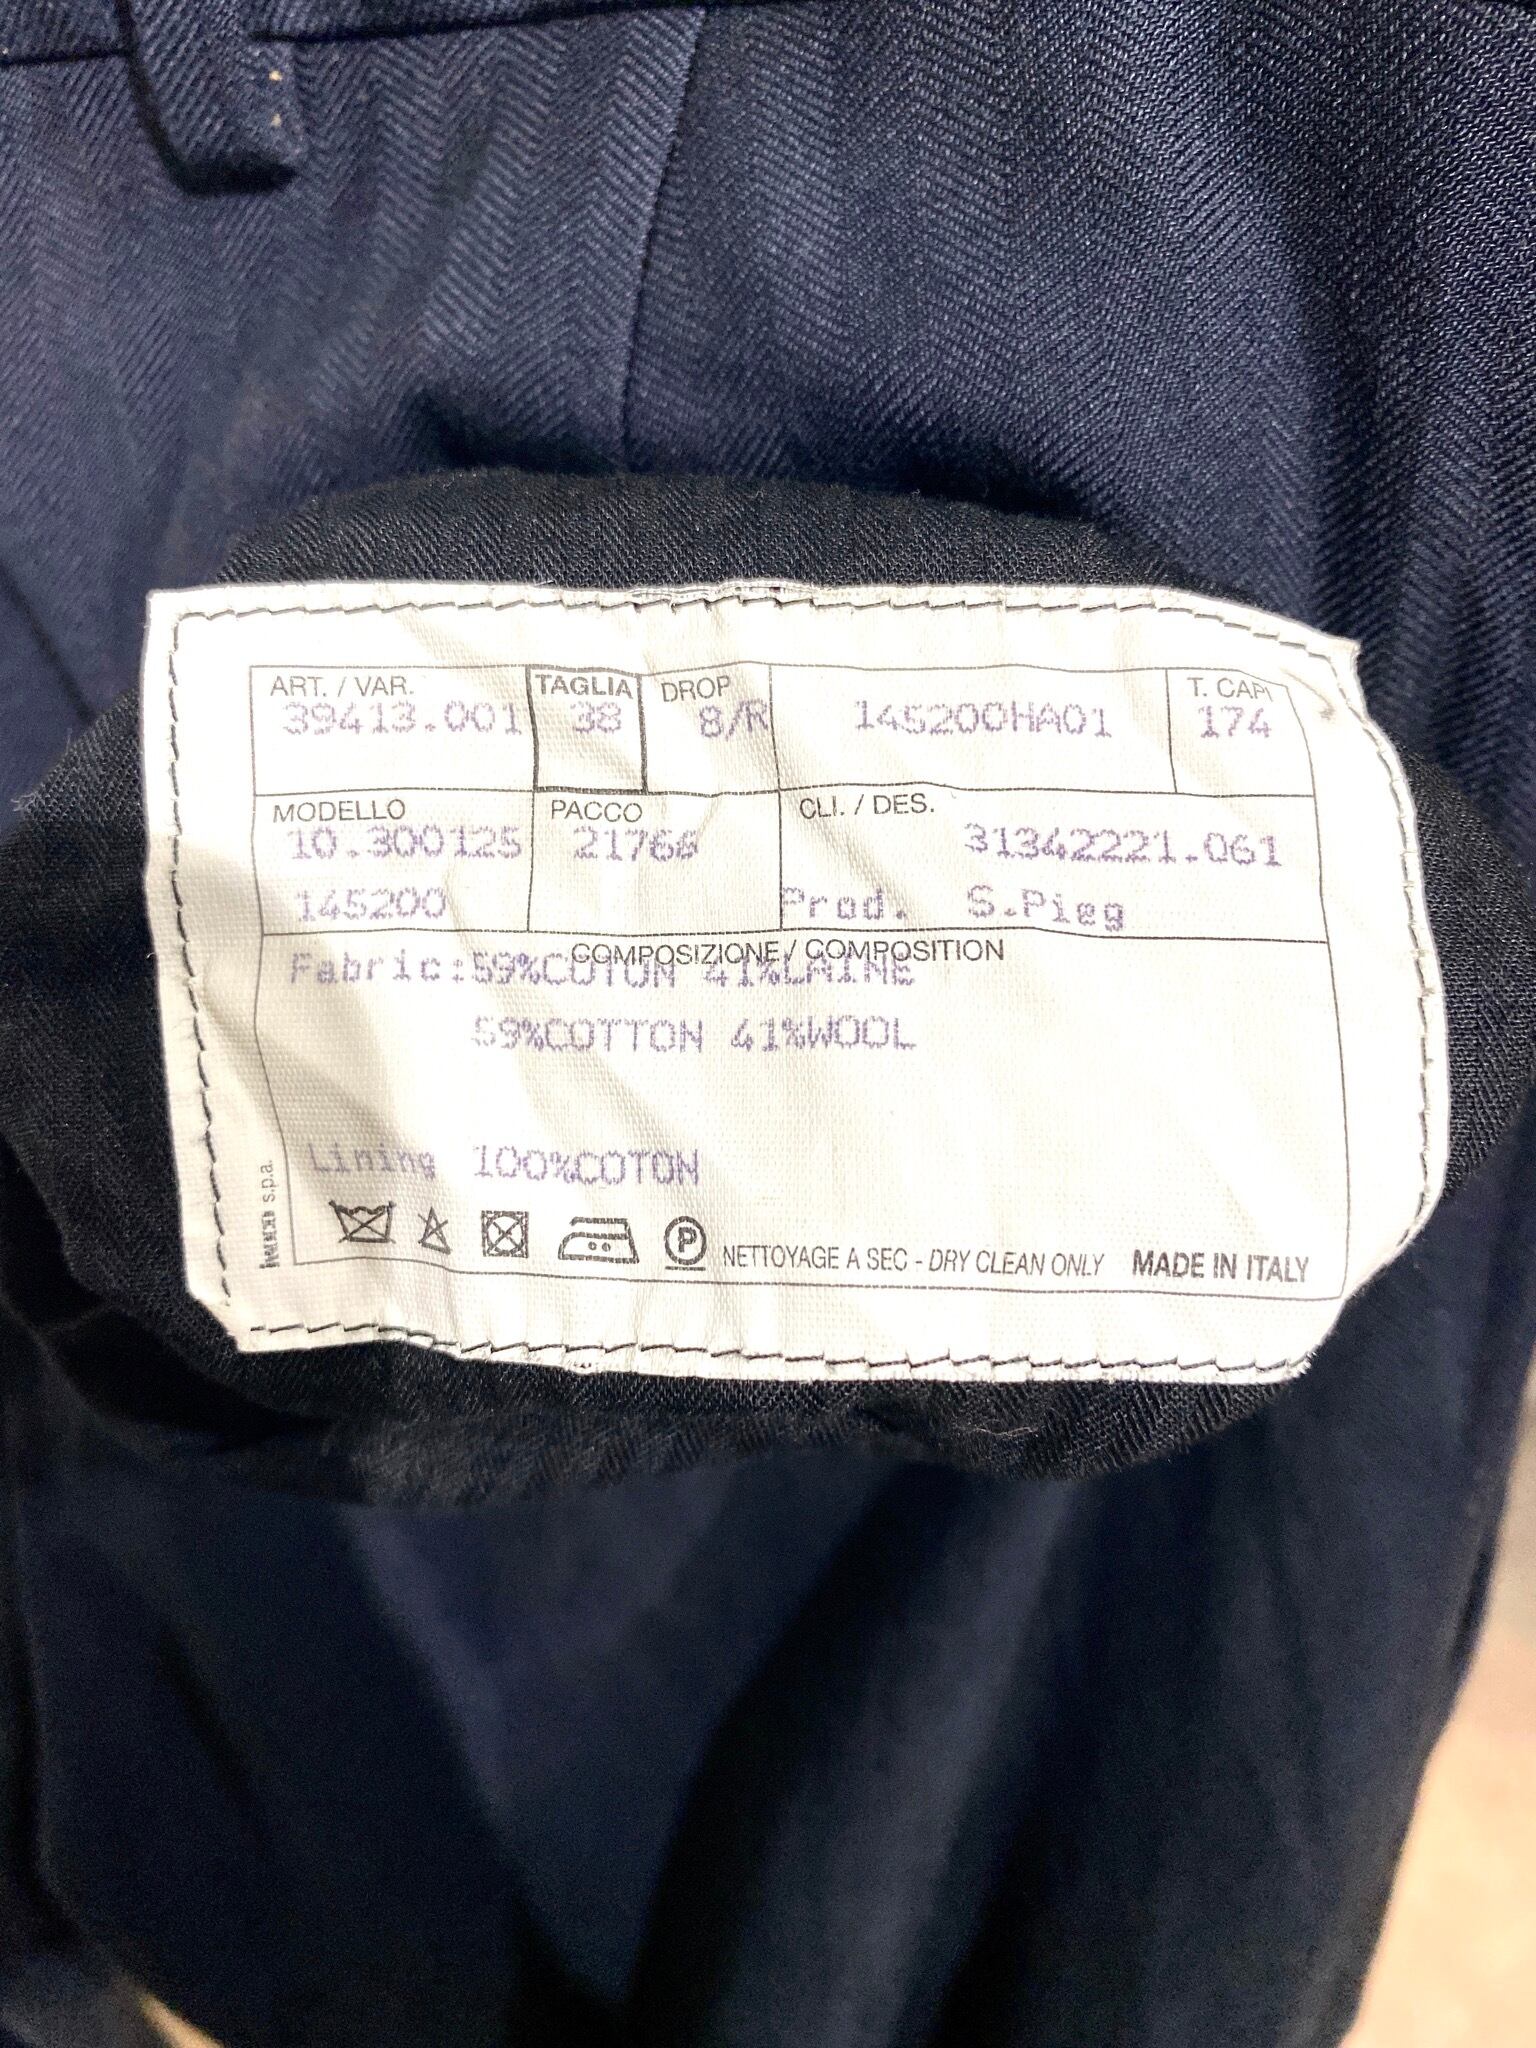 ART. / VAR. TAGLIA DROP T. CAPI
39413.001 38 8/R 145200HA01 174
MODELLO PACCO CLI. / DES.
10.300125 21766 31342221.061
145200 Prod. S.Pieg
COMPOSIZIONE / COMPOSITION
Fabric:59%COTON 41%LAINE
59%COTTON 41%WOOL
Lining 100%COTON
P NETTOYAGE A SEC - DRY CLEAN ONLY MADE IN ITALY
s.p.a.